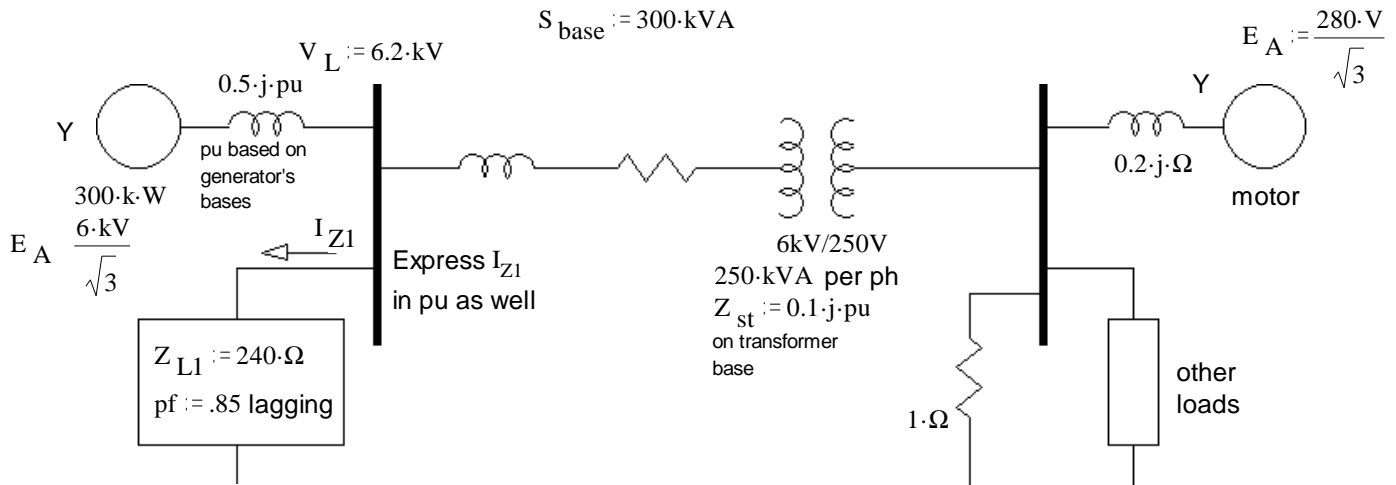 S base := 300·kVA
V L := 6.2·kV
E A := 280·V / √3
0.5·j·pu
Y
Y
pu based on
generator's
bases
300·k·W
0.2·j·Ω
motor
E A 6·kV / √3
I Z1
Express I Z1
in pu as well
6kV/250V
250·kVA per ph
Z st := 0.1·j·pu
on transformer
base
Z L1 := 240·Ω
pf := .85 lagging
1·Ω
other
loads